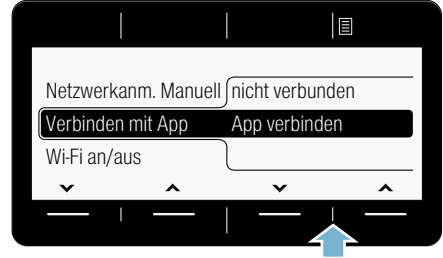 Netzwerkanm. Manuell nicht verbunden
Verbinden mit App App verbinden
Wi-Fi an/aus